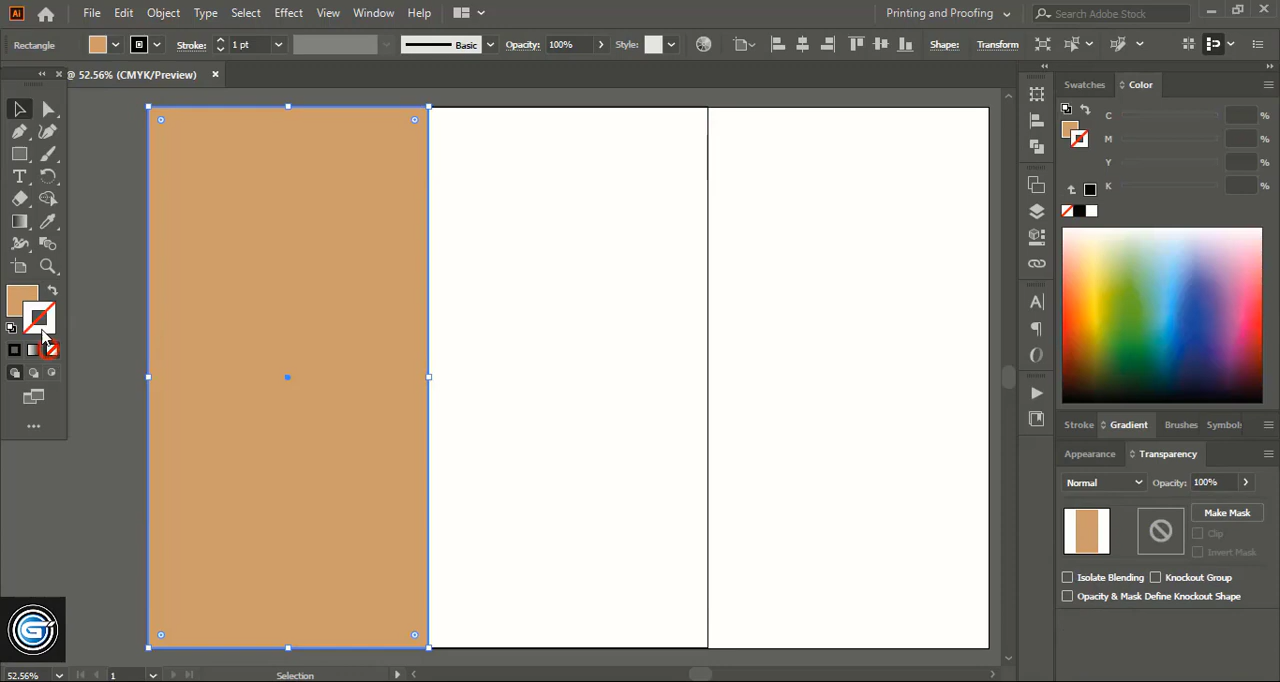 Ai File Edit Object Type Select Effect View Window Help Printing and Proofing Search Adobe Stock
Rectangle Stroke: 1 pt Basic Opacity: 100% Style: Shape: Transform
@ 52.56% (CMYK/Preview)
Swatches Color
C %
M %
Y %
K %
T
A
Stroke Gradient Brushes Symbol
Appearance Transparency
Normal Opacity: 100%
Make Mask
Clip
Invert Mask
Isolate Blending Knockout Group
Opacity & Mask Define Knockout Shape
G
52.56% 1 Selection